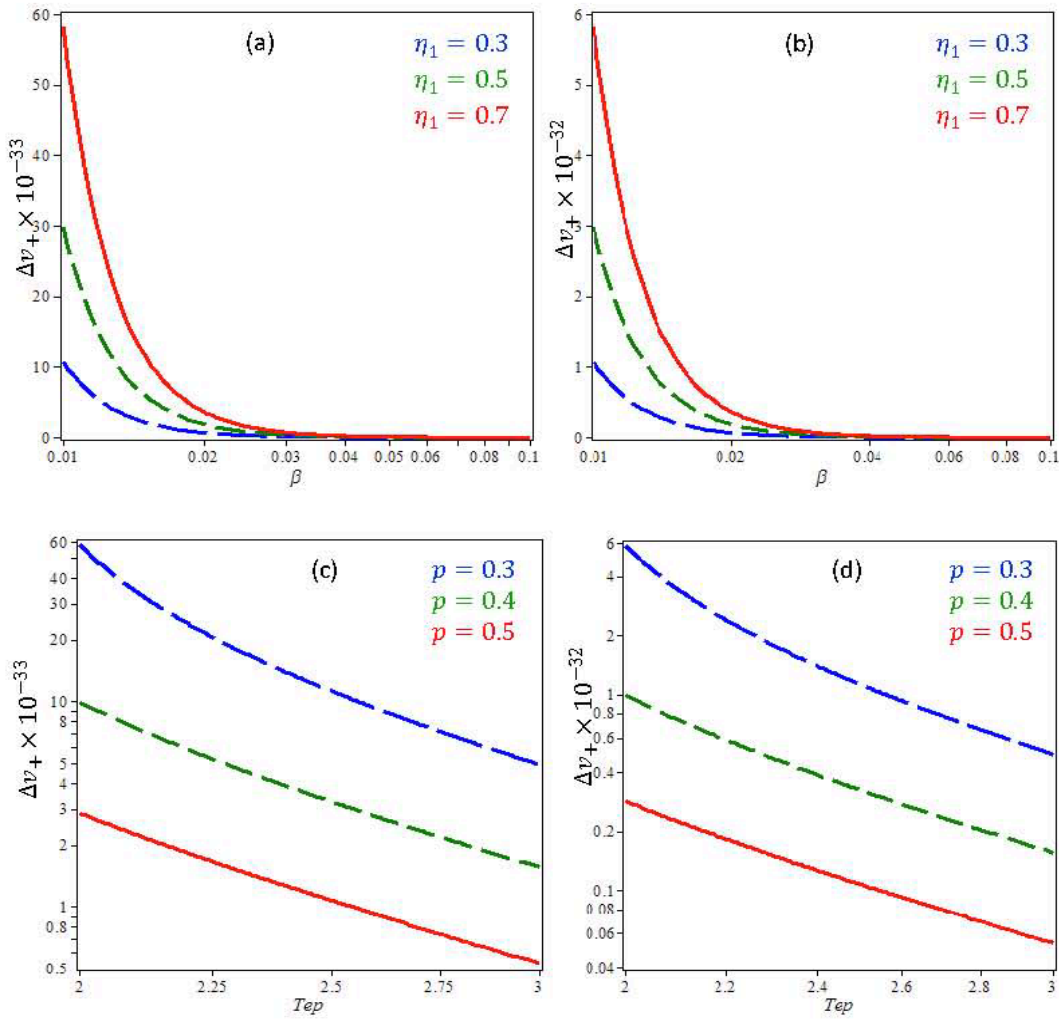 (a)
η₁ = 0.3
η₁ = 0.5
η₁ = 0.7
Δv₊ × 10⁻³³
60
50
40
30
20
10
0
0.01 0.02 0.03 0.04 0.05 0.06 0.08 0.1
β
(b)
η₁ = 0.3
η₁ = 0.5
η₁ = 0.7
Δv₊ × 10⁻³²
6
5
4
3
2
1
0
0.01 0.02 0.04 0.06 0.08 0.1
β
(c)
p = 0.3
p = 0.4
p = 0.5
Δv₊ × 10⁻³³
60
40
30
20
10
8
5
4
3
2
1
0.8
0.5
2 2.25 2.5 2.75 3
Tep
(d)
p = 0.3
p = 0.4
p = 0.5
Δv₊ × 10⁻³²
6
4
2
1
0.8
0.6
0.4
0.2
0.1
0.08
0.06
0.04
2 2.2 2.4 2.6 2.8 3
Tep